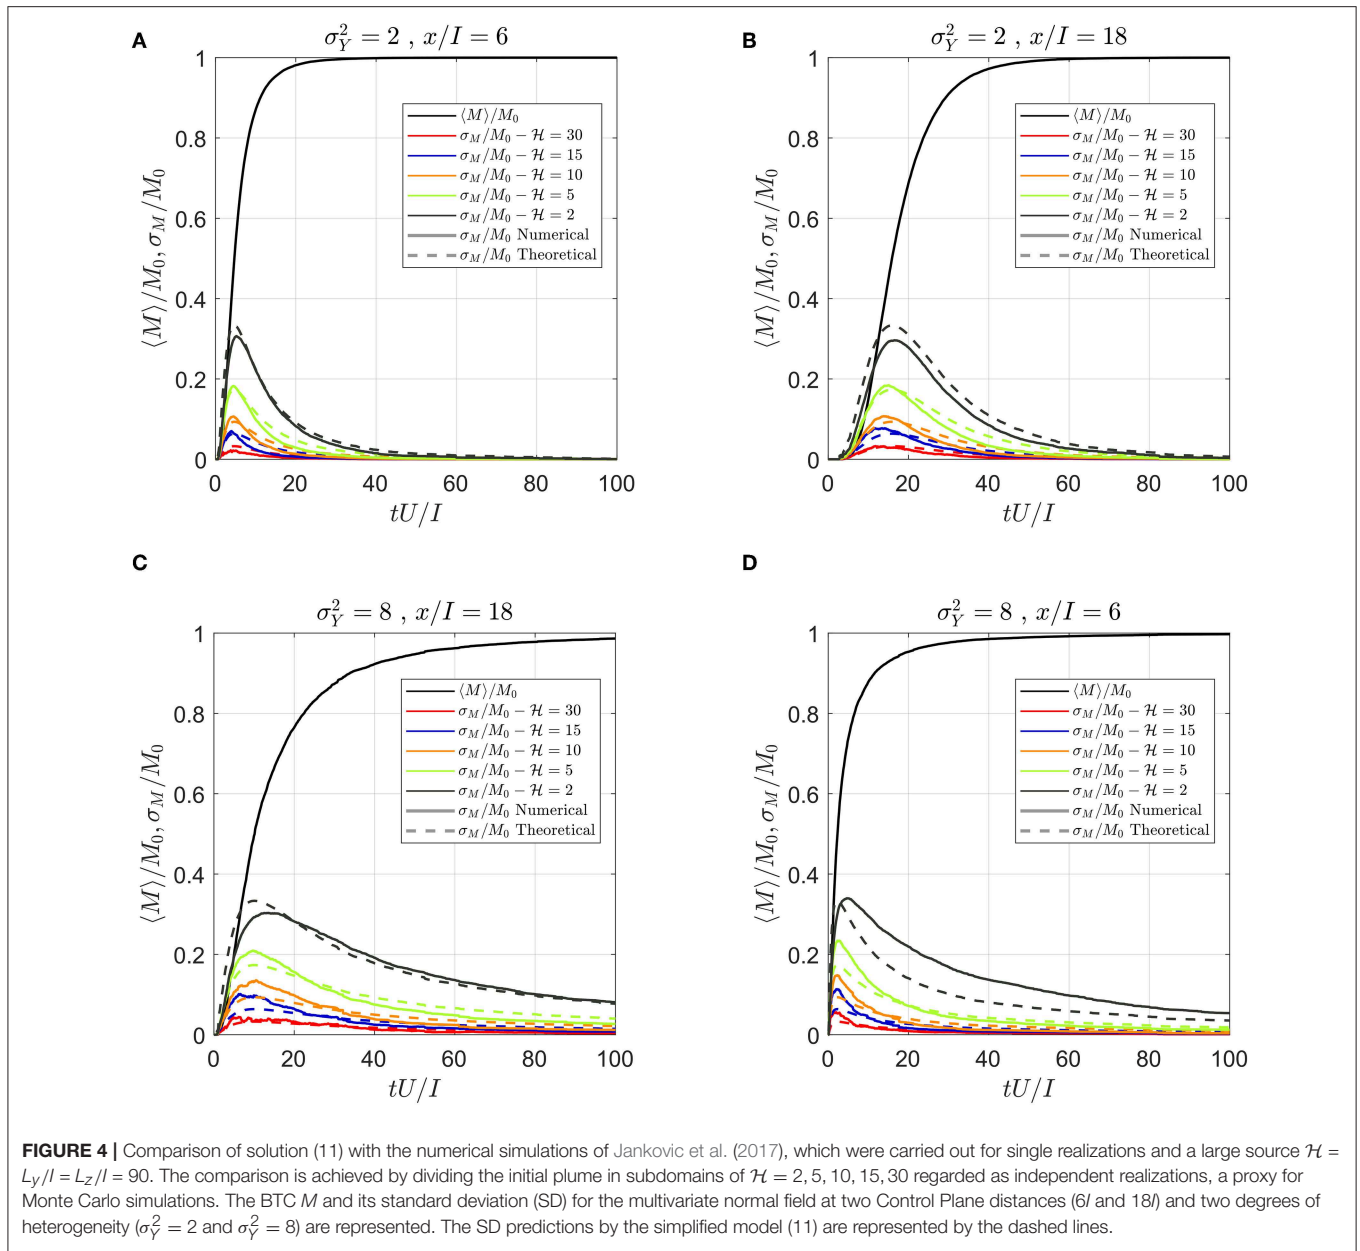 A
σ_Y^2 = 2 , x/I = 6
1
0.8
0.6
0.4
0.2
0
⟨M⟩/M_0, σ_M/M_0
⟨M⟩/M_0
σ_M/M_0 − ℋ = 30
σ_M/M_0 − ℋ = 15
σ_M/M_0 − ℋ = 10
σ_M/M_0 − ℋ = 5
σ_M/M_0 − ℋ = 2
σ_M/M_0 Numerical
σ_M/M_0 Theoretical
0 20 40 60 80 100
tU/I
B
σ_Y^2 = 2 , x/I = 18
1
0.8
0.6
0.4
0.2
0
⟨M⟩/M_0, σ_M/M_0
⟨M⟩/M_0
σ_M/M_0 − ℋ = 30
σ_M/M_0 − ℋ = 15
σ_M/M_0 − ℋ = 10
σ_M/M_0 − ℋ = 5
σ_M/M_0 − ℋ = 2
σ_M/M_0 Numerical
σ_M/M_0 Theoretical
0 20 40 60 80 100
tU/I
C
σ_Y^2 = 8 , x/I = 18
1
0.8
0.6
0.4
0.2
0
⟨M⟩/M_0, σ_M/M_0
⟨M⟩/M_0
σ_M/M_0 − ℋ = 30
σ_M/M_0 − ℋ = 15
σ_M/M_0 − ℋ = 10
σ_M/M_0 − ℋ = 5
σ_M/M_0 − ℋ = 2
σ_M/M_0 Numerical
σ_M/M_0 Theoretical
0 20 40 60 80 100
tU/I
D
σ_Y^2 = 8 , x/I = 6
1
0.8
0.6
0.4
0.2
0
⟨M⟩/M_0, σ_M/M_0
⟨M⟩/M_0
σ_M/M_0 − ℋ = 30
σ_M/M_0 − ℋ = 15
σ_M/M_0 − ℋ = 10
σ_M/M_0 − ℋ = 5
σ_M/M_0 − ℋ = 2
σ_M/M_0 Numerical
σ_M/M_0 Theoretical
0 20 40 60 80 100
tU/I
FIGURE 4 | Comparison of solution (11) with the numerical simulations of Jankovic et al. (2017), which were carried out for single realizations and a large source ℋ =
L_y/I = L_z/I = 90. The comparison is achieved by dividing the initial plume in subdomains of ℋ = 2, 5, 10, 15, 30 regarded as independent realizations, a proxy for
Monte Carlo simulations. The BTC M and its standard deviation (SD) for the multivariate normal field at two Control Plane distances (6I and 18I) and two degrees of
heterogeneity (σ_Y^2 = 2 and σ_Y^2 = 8) are represented. The SD predictions by the simplified model (11) are represented by the dashed lines.